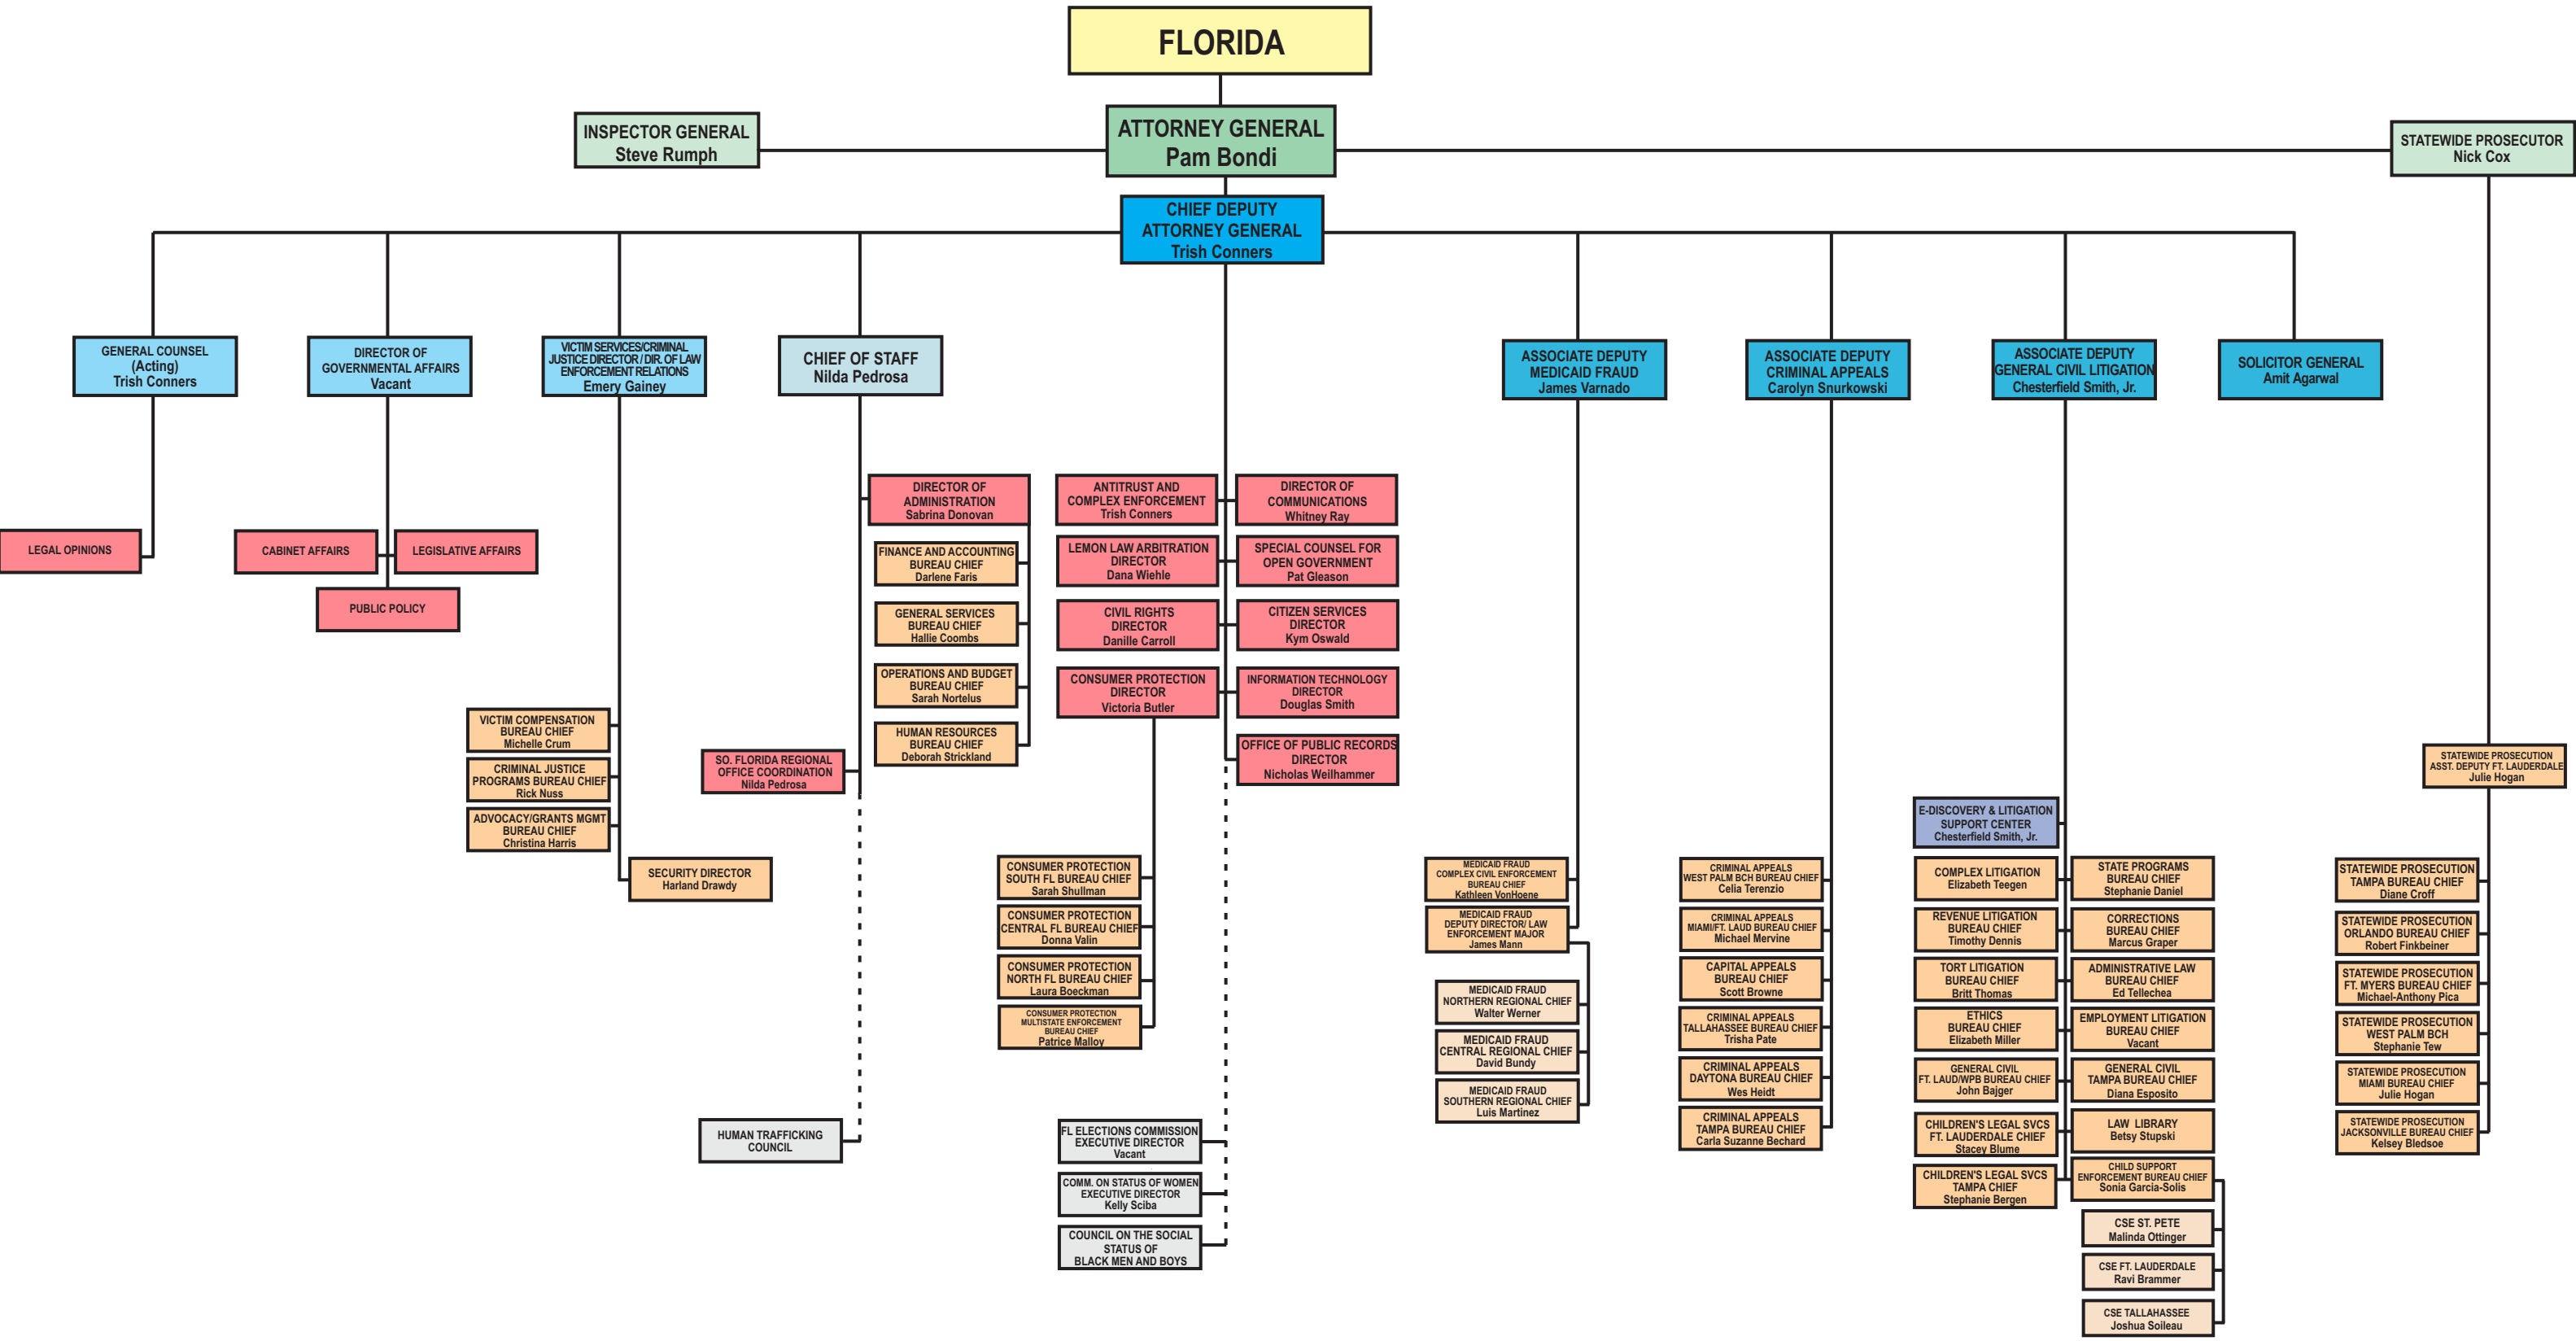 FLORIDA
INSPECTOR GENERAL
Steve Rumph
ATTORNEY GENERAL
Pam Bondi
STATEWIDE PROSECUTOR
Nick Cox
CHIEF DEPUTY
ATTORNEY GENERAL
Trish Conners
GENERAL COUNSEL
(Acting)
Trish Conners
DIRECTOR OF
GOVERNMENTAL AFFAIRS
Vacant
VICTIM SERVICES/CRIMINAL
JUSTICE DIRECTOR / DIR. OF LAW
ENFORCEMENT RELATIONS
Emery Gainey
CHIEF OF STAFF
Nilda Pedrosa
ASSOCIATE DEPUTY
MEDICAID FRAUD
James Varnado
ASSOCIATE DEPUTY
CRIMINAL APPEALS
Carolyn Snurkowski
ASSOCIATE DEPUTY
GENERAL CIVIL LITIGATION
Chesterfield Smith, Jr.
SOLICITOR GENERAL
Amit Agarwal
LEGAL OPINIONS
CABINET AFFAIRS
LEGISLATIVE AFFAIRS
PUBLIC POLICY
VICTIM COMPENSATION
BUREAU CHIEF
Michelle Crum
CRIMINAL JUSTICE
PROGRAMS BUREAU CHIEF
Rick Nuss
ADVOCACY/GRANTS MGMT
BUREAU CHIEF
Christina Harris
SECURITY DIRECTOR
Harland Drawdy
DIRECTOR OF
ADMINISTRATION
Sabrina Donovan
FINANCE AND ACCOUNTING
BUREAU CHIEF
Darlene Faris
GENERAL SERVICES
BUREAU CHIEF
Hallie Coombs
OPERATIONS AND BUDGET
BUREAU CHIEF
Sarah Nortelus
HUMAN RESOURCES
BUREAU CHIEF
Deborah Strickland
SO. FLORIDA REGIONAL
OFFICE COORDINATION
Nilda Pedrosa
HUMAN TRAFFICKING
COUNCIL
ANTITRUST AND
COMPLEX ENFORCEMENT
Trish Conners
DIRECTOR OF
COMMUNICATIONS
Whitney Ray
LEMON LAW ARBITRATION
DIRECTOR
Dana Wiehle
SPECIAL COUNSEL FOR
OPEN GOVERNMENT
Pat Gleason
CIVIL RIGHTS
DIRECTOR
Danille Carroll
CITIZEN SERVICES
DIRECTOR
Kym Oswald
CONSUMER PROTECTION
DIRECTOR
Victoria Butler
INFORMATION TECHNOLOGY
DIRECTOR
Douglas Smith
OFFICE OF PUBLIC RECORDS
DIRECTOR
Nicholas Weilhammer
CONSUMER PROTECTION
SOUTH FL BUREAU CHIEF
Sarah Shullman
CONSUMER PROTECTION
CENTRAL FL BUREAU CHIEF
Donna Valin
CONSUMER PROTECTION
NORTH FL BUREAU CHIEF
Laura Boeckman
CONSUMER PROTECTION
MULTISTATE ENFORCEMENT
BUREAU CHIEF
Patrice Malloy
FL ELECTIONS COMMISSION
EXECUTIVE DIRECTOR
Vacant
COMM. ON STATUS OF WOMEN
EXECUTIVE DIRECTOR
Kelly Sciba
COUNCIL ON THE SOCIAL
STATUS OF
BLACK MEN AND BOYS
MEDICAID FRAUD
COMPLEX CIVIL ENFORCEMENT
BUREAU CHIEF
Kathleen VonHoene
MEDICAID FRAUD
DEPUTY DIRECTOR/ LAW
ENFORCEMENT MAJOR
James Mann
MEDICAID FRAUD
NORTHERN REGIONAL CHIEF
Walter Werner
MEDICAID FRAUD
CENTRAL REGIONAL CHIEF
David Bundy
MEDICAID FRAUD
SOUTHERN REGIONAL CHIEF
Luis Martinez
CRIMINAL APPEALS
WEST PALM BCH BUREAU CHIEF
Celia Terenzio
CRIMINAL APPEALS
MIAMI/FT. LAUD BUREAU CHIEF
Michael Mervine
CAPITAL APPEALS
BUREAU CHIEF
Scott Browne
CRIMINAL APPEALS
TALLAHASSEE BUREAU CHIEF
Trisha Pate
CRIMINAL APPEALS
DAYTONA BUREAU CHIEF
Wes Heidt
CRIMINAL APPEALS
TAMPA BUREAU CHIEF
Carla Suzanne Bechard
E-DISCOVERY & LITIGATION
SUPPORT CENTER
Chesterfield Smith, Jr.
COMPLEX LITIGATION
Elizabeth Teegen
STATE PROGRAMS
BUREAU CHIEF
Stephanie Daniel
REVENUE LITIGATION
BUREAU CHIEF
Timothy Dennis
CORRECTIONS
BUREAU CHIEF
Marcus Graper
TORT LITIGATION
BUREAU CHIEF
Britt Thomas
ADMINISTRATIVE LAW
BUREAU CHIEF
Ed Tellechea
ETHICS
BUREAU CHIEF
Elizabeth Miller
EMPLOYMENT LITIGATION
BUREAU CHIEF
Vacant
GENERAL CIVIL
FT. LAUD/WPB BUREAU CHIEF
John Bajger
GENERAL CIVIL
TAMPA BUREAU CHIEF
Diana Esposito
CHILDREN'S LEGAL SVCS
FT. LAUDERDALE CHIEF
Stacey Blume
LAW LIBRARY
Betsy Stupski
CHILDREN'S LEGAL SVCS
TAMPA CHIEF
Stephanie Bergen
CHILD SUPPORT
ENFORCEMENT BUREAU CHIEF
Sonia Garcia-Solis
CSE ST. PETE
Malinda Ottinger
CSE FT. LAUDERDALE
Ravi Brammer
CSE TALLAHASSEE
Joshua Soileau
STATEWIDE PROSECUTION
ASST. DEPUTY FT. LAUDERDALE
Julie Hogan
STATEWIDE PROSECUTION
TAMPA BUREAU CHIEF
Diane Croff
STATEWIDE PROSECUTION
ORLANDO BUREAU CHIEF
Robert Finkbeiner
STATEWIDE PROSECUTION
FT. MYERS BUREAU CHIEF
Michael-Anthony Pica
STATEWIDE PROSECUTION
WEST PALM BCH
Stephanie Tew
STATEWIDE PROSECUTION
MIAMI BUREAU CHIEF
Julie Hogan
STATEWIDE PROSECUTION
JACKSONVILLE BUREAU CHIEF
Kelsey Bledsoe